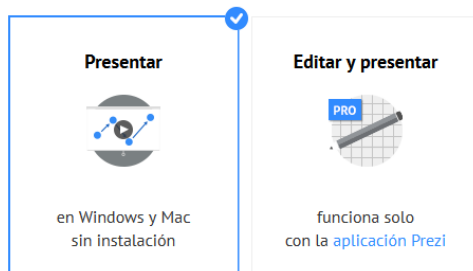 Presentar
en Windows y Mac
sin instalación
Editar y presentar
PRO
funciona solo
con la aplicación Prezi